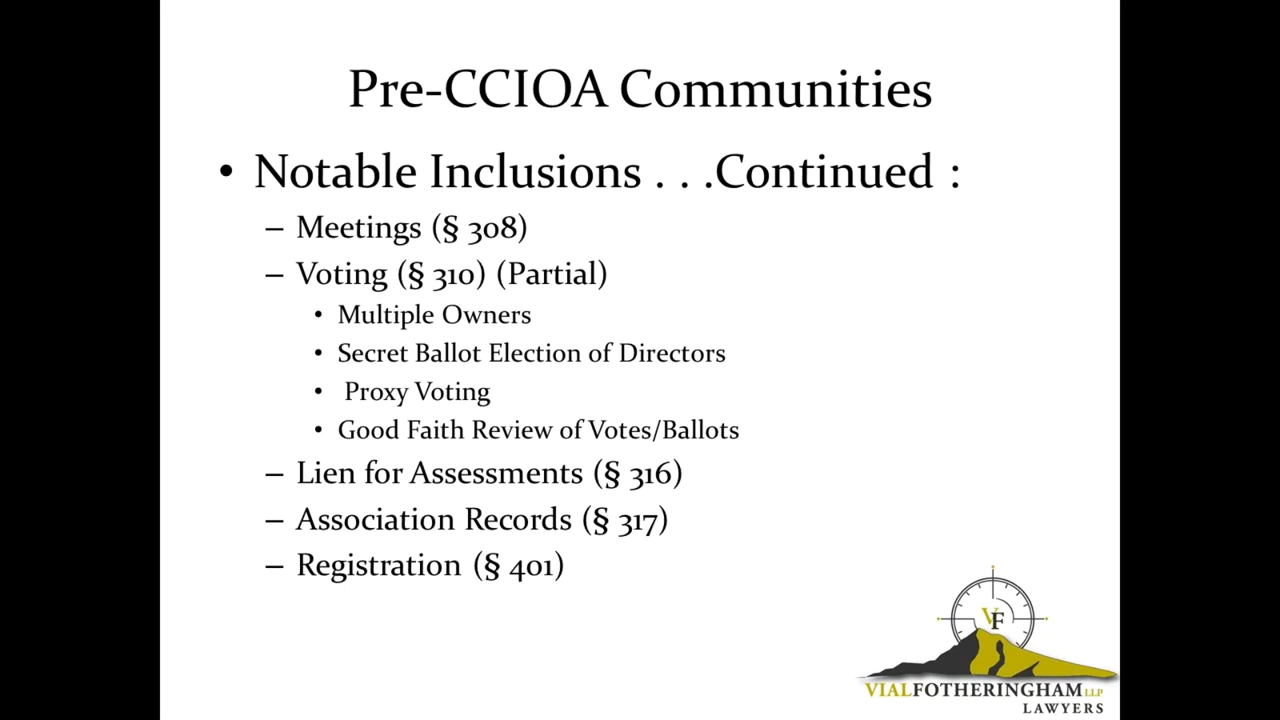 Pre-CCIOA Communities
• Notable Inclusions . . .Continued :
– Meetings (§ 308)
– Voting (§ 310) (Partial)
• Multiple Owners
• Secret Ballot Election of Directors
• Proxy Voting
• Good Faith Review of Votes/Ballots
– Lien for Assessments (§ 316)
– Association Records (§ 317)
– Registration (§ 401)
VF
VIALFOTHERINGHAM LLP
LAWYERS